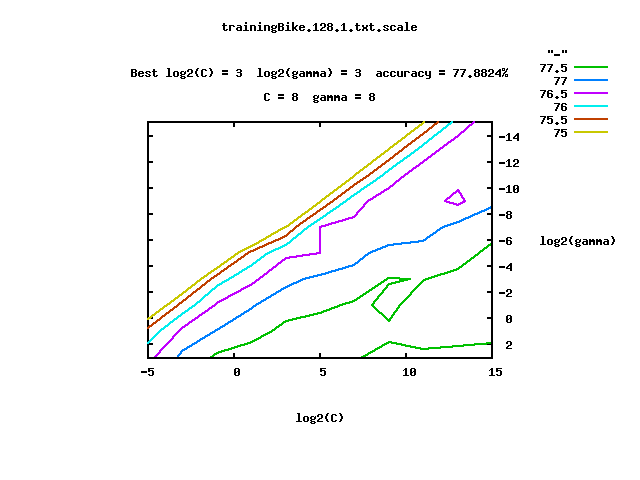 trainingBike.128.1.txt.scale
Best log2(C) = 3 log2(gamma) = 3 accuracy = 77.8824%
C = 8 gamma = 8
"-"
77.5
77
76.5
76
75.5
75
-14
-12
-10
-8
-6
-4
-2
0
2
log2(gamma)
-5 0 5 10 15
log2(C)